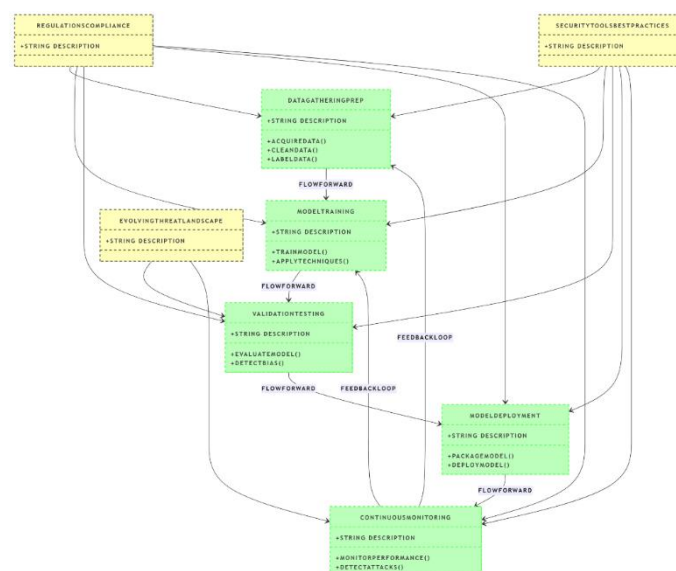 REGULATIONSCOMPLIANCE
+STRING DESCRIPTION
SECURITYTOOLSBESTPRACTICES
+STRING DESCRIPTION
DATAGATHERINGPREP
+STRING DESCRIPTION
+ACQUIREDATA()
+CLEANDATA()
+LABELDATA()
FLOWFORWARD
EVOLVINGTHREATLANDSCAPE
+STRING DESCRIPTION
MODELTRAINING
+STRING DESCRIPTION
+TRAINMODEL()
+APPLYTECHNIQUES()
FLOWFORWARD
VALIDATIONTESTING
+STRING DESCRIPTION
+EVALUATEMODEL()
+DETECTBIAS()
FEEDBACKLOOP
FLOWFORWARD
FEEDBACKLOOP
MODELDEPLOYMENT
+STRING DESCRIPTION
+PACKAGEMODEL()
+DEPLOYMODEL()
FLOWFORWARD
CONTINUOUSMONITORING
+STRING DESCRIPTION
+MONITORPERFORMANCE()
+DETECTATTACKS()